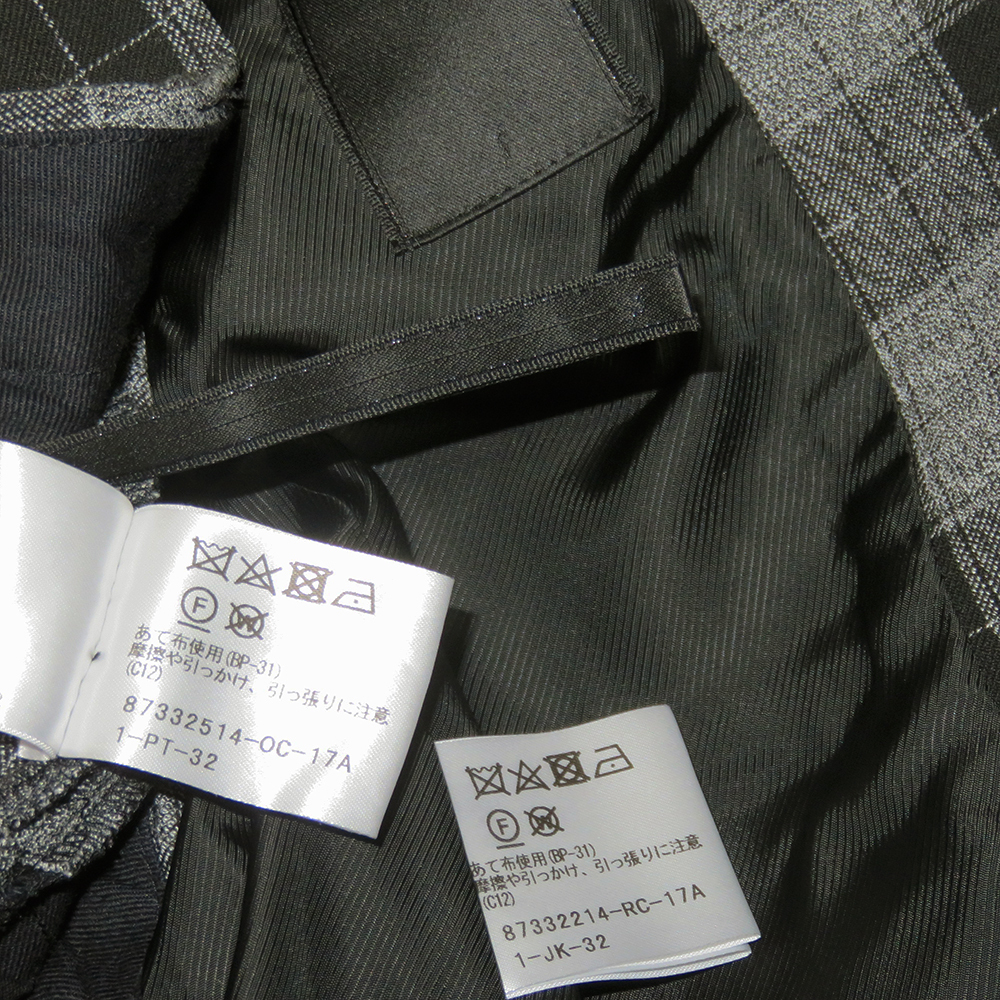 あて布使用(BP-31)
摩擦や引っかけ、引っ張りに注意
(C12)
87332514-OC-17A
1-PT-32
あて布使用(BP-31)
摩擦や引っかけ、引っ張りに注意
(C12)
87332214-RC-17A
1-JK-32